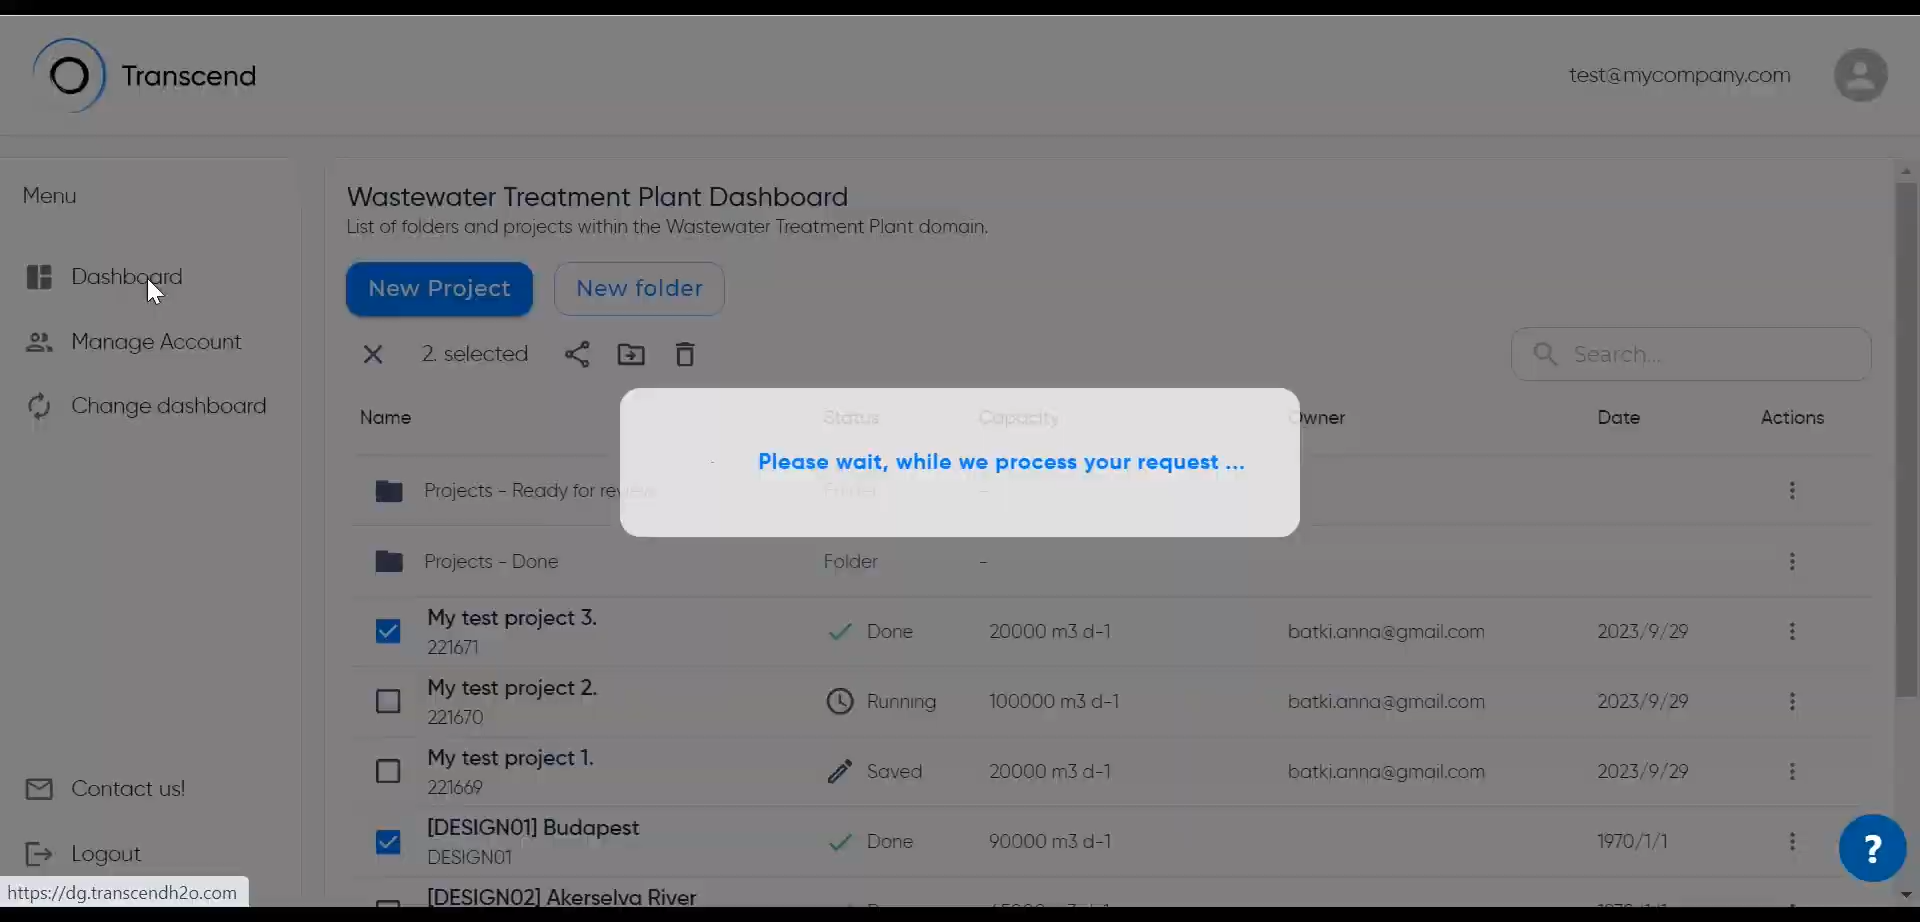 Transcend
test@mycompany.com
Menu
Dashboard
Manage Account
Change dashboard
Contact us!
Logout
https://dg.transcendh2o.com
Wastewater Treatment Plant Dashboard
List of folders and projects within the Wastewater Treatment Plant domain.
New Project New folder
2. selected
Search...
Name Status Capacity Owner Date Actions
Please wait, while we process your request ...
Projects - Ready for review Folder -
Projects - Done Folder -
My test project 3.
221671
Done 20000 m3 d-1 batki.anna@gmail.com 2023/9/29
My test project 2.
221670
Running 100000 m3 d-1 batki.anna@gmail.com 2023/9/29
My test project 1.
221669
Saved 20000 m3 d-1 batki.anna@gmail.com 2023/9/29
[DESIGN01] Budapest
DESIGN01
Done 90000 m3 d-1 1970/1/1
[DESIGN02] Akerselva River
?